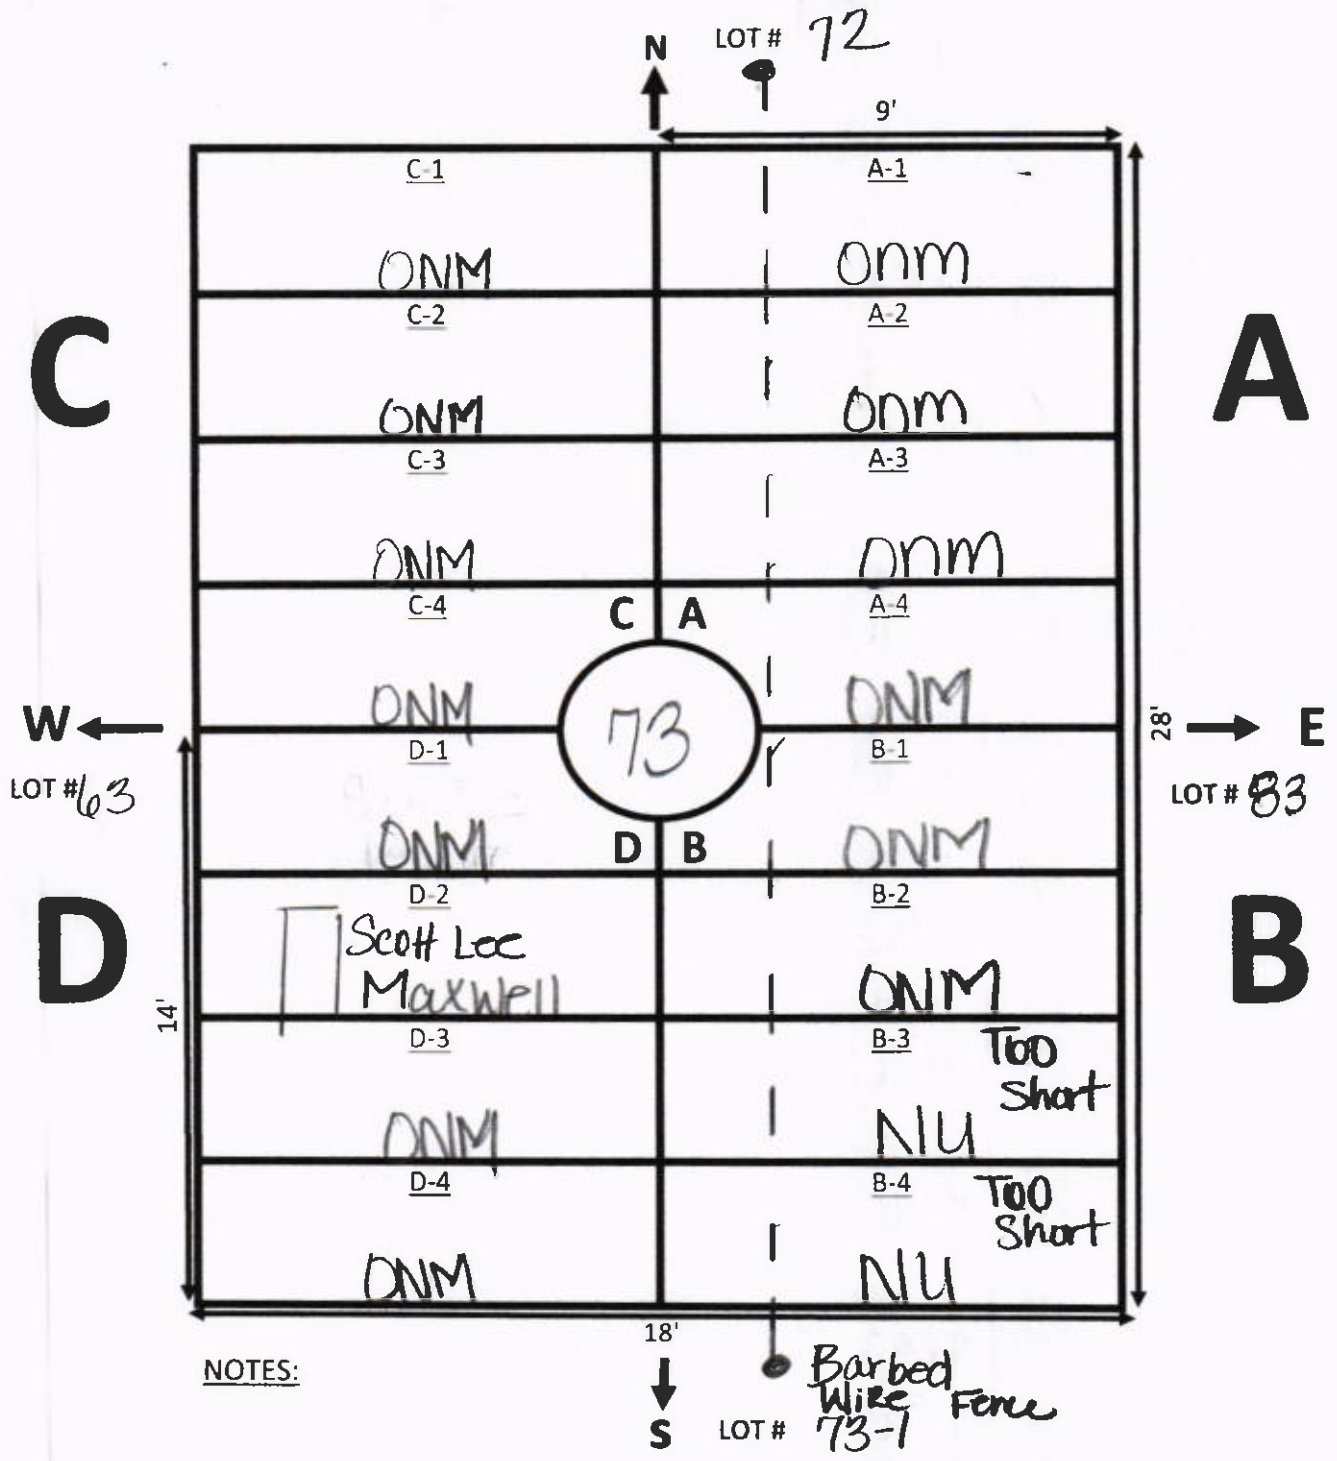 LOT # 72
N
9'
C-1
A-1
ONM
Onm
C-2
A-2
C
A
ONM
Onm
C-3
A-3
ONM
Onm
C-4
C A
A-4
ONM
ONM
W
73
28'
E
D-1
B-1
LOT # 63
LOT # 83
ONM
D B
ONM
D-2
B-2
D
B
Scott Lee
Maxwell
ONM
14'
D-3
B-3
Too
Short
ONM
NU
D-4
B-4
Too
Short
ONM
NU
18'
NOTES:
Barbed
Wire Fence
S
LOT # 73-1